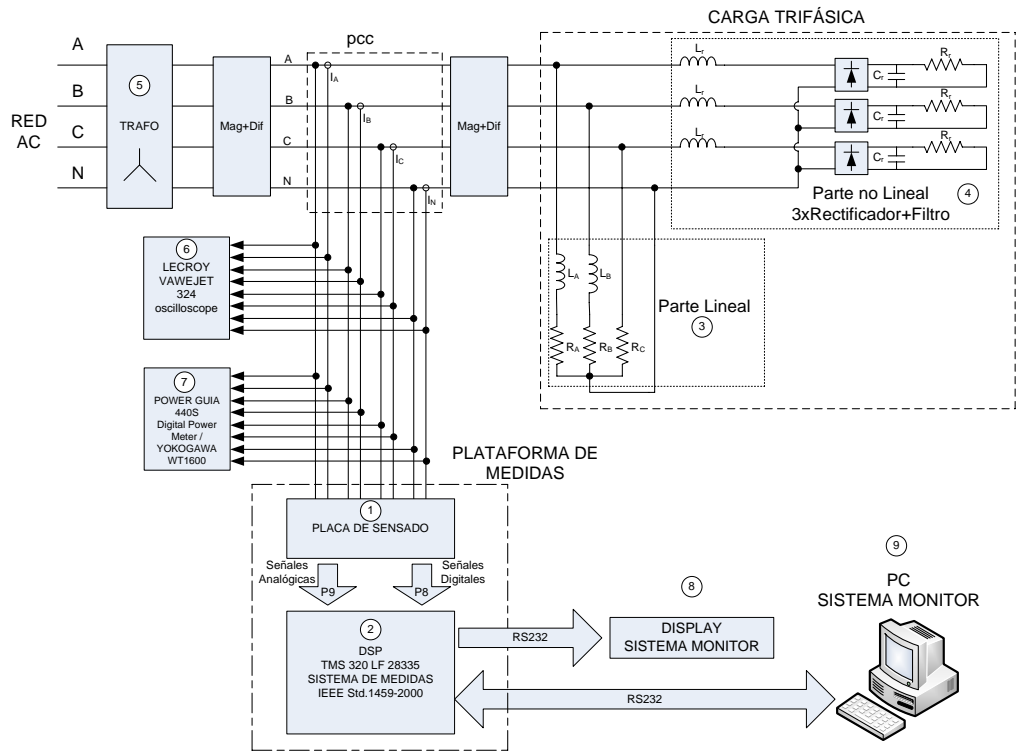 CARGA TRIFÁSICA
pcc
A
B
C
N
RED
AC
5
TRAFO
Mag+Dif
A
B
C
N
IA
IB
IC
IN
Mag+Dif
Lr
Lr
Lr
Cr
Rr
Cr
Rr
Cr
Rr
Parte no Lineal
3xRectificador+Filtro
4
LA
LB
RA
RB
RC
Parte Lineal
3
6
LECROY
VAWEJET
324
oscilloscope
7
POWER GUIA
440S
Digital Power
Meter /
YOKOGAWA
WT1600
PLATAFORMA DE
MEDIDAS
1
PLACA DE SENSADO
Señales
Analógicas
P9
P8
Señales
Digitales
2
DSP
TMS 320 LF 28335
SISTEMA DE MEDIDAS
IEEE Std.1459-2000
RS232
8
DISPLAY
SISTEMA MONITOR
RS232
9
PC
SISTEMA MONITOR